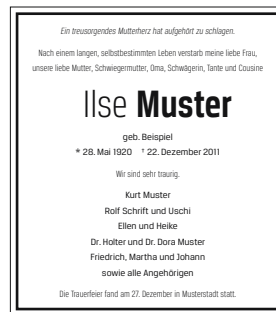 Ein treusorgendes Mutterherz hat aufgehört zu schlagen.
Nach einem langen, selbstbestimmten Leben verstarb meine liebe Frau,
unsere liebe Mutter, Schwiegermutter, Oma, Schwägerin, Tante und Cousine
Ilse Muster
geb. Beispiel
* 28. Mai 1920 † 22. Dezember 2011
Wir sind sehr traurig.
Kurt Muster
Rolf Schrift und Uschi
Ellen und Heike
Dr. Holter und Dr. Dora Muster
Friedrich, Martha und Johann
sowie alle Angehörigen
Die Trauerfeier fand am 27. Dezember in Musterstadt statt.